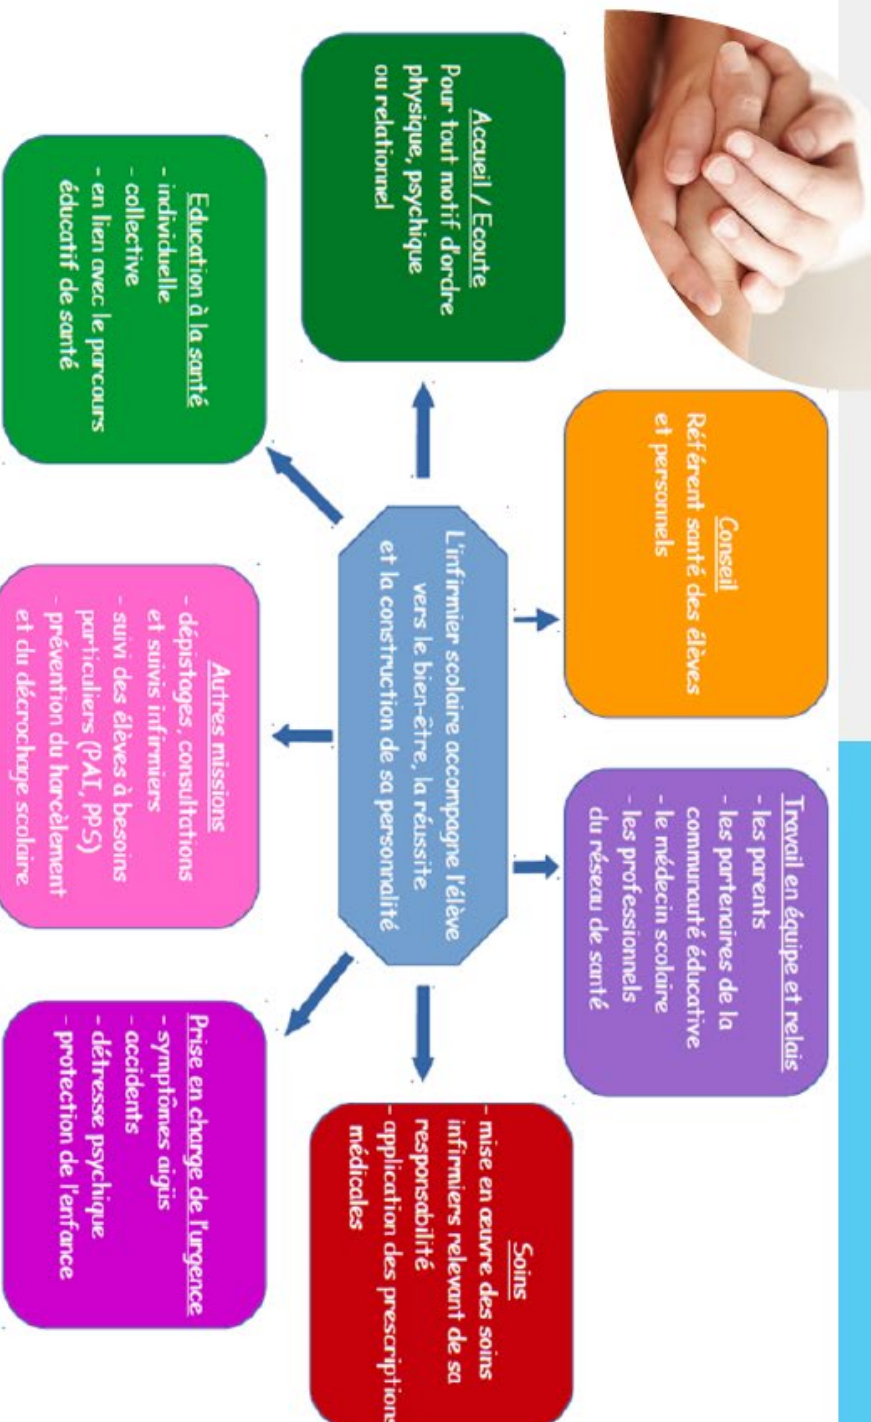 Conseil
Référent santé des élèves
et personnels
Travail en équipe et relais
- les parents
- les partenaires de la
communauté éducative
- le médecin scolaire
- les professionnels
du réseau de santé
Accueil / Ecoute
Pour tout motif d'ordre
physique, psychique
ou relationnel
L'infirmier scolaire accompagne l'élève
vers le bien-être, la réussite
et la construction de sa personnalité
Soins
- mise en œuvre des soins
infirmiers relevant de sa
responsabilité
- application des prescriptions
médicales
Education à la santé
- individuelle
- collective
- en lien avec le parcours
éducatif de santé
Autres missions
- dépistages, consultations
et suivis infirmiers
- suivi des élèves à besoins
particuliers (PAI, PPS)
- prévention du harcèlement
et du décrochage scolaire
Prise en charge de l'urgence
- symptômes aigüs
- accidents
- détresse psychique
- protection de l'enfance